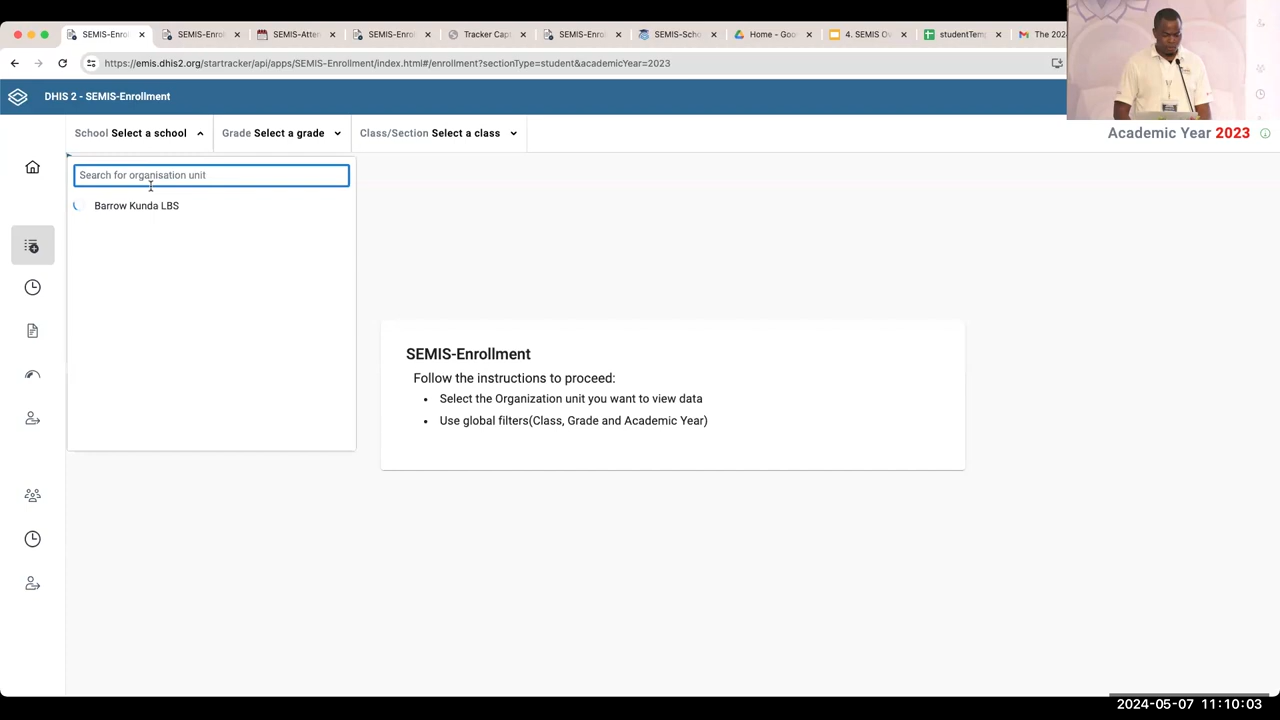 SEMIS-Enro
SEMIS-Enrol
SEMIS-Atten
SEMIS-Enro
Tracker Cap
SEMIS-Enro
SEMIS-Scho
Home - Goo
4. SEMIS O
studentTem
The 202
https://emis.dhis2.org/startracker/api/apps/SEMIS-Enrollment/index.html#/enrollment?sectionType=student&academicYear=2023
DHIS 2 - SEMIS-Enrollment
School Select a school
Grade Select a grade
Class/Section Select a class
Academic Year 2023
Search for organisation unit
Barrow Kunda LBS
SEMIS-Enrollment
Follow the instructions to proceed:
• Select the Organization unit you want to view data
• Use global filters(Class, Grade and Academic Year)
2024-05-07 11:10:03